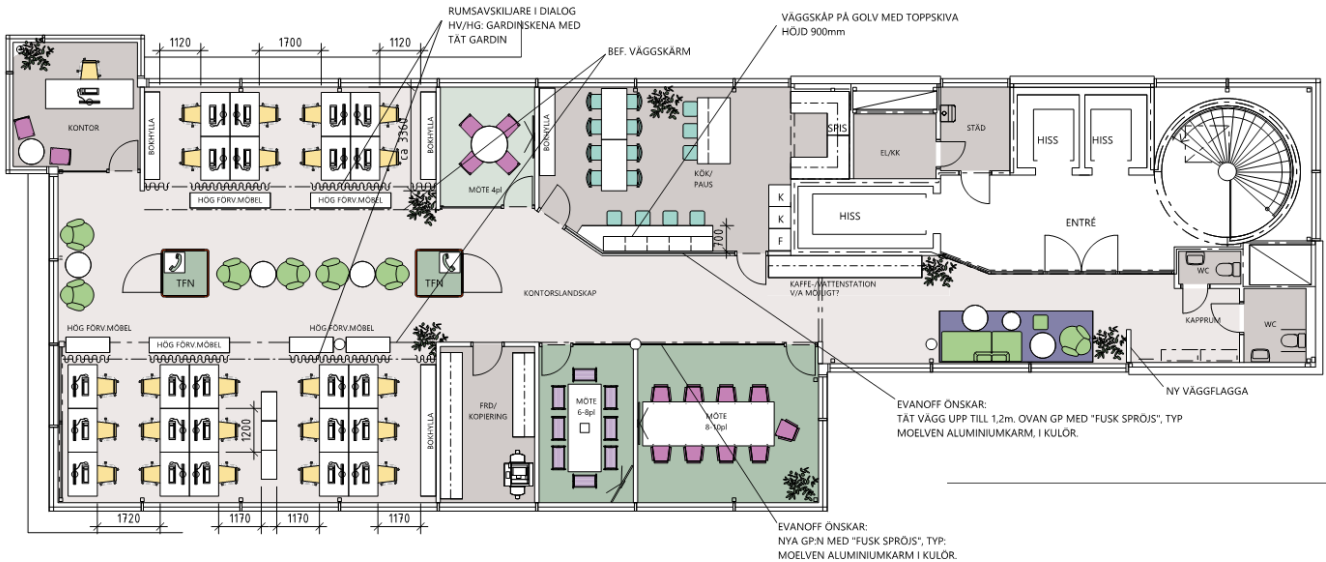 RUMSAVSKILJARE I DIALOG
HV/HG: GARDINSKENA MED
TÄT GARDIN
VÄGGSKÅP PÅ GOLV MED TOPPSKIVA
HÖJD 900mm
BEF. VÄGGSKÄRM
1120
1700
1120
KONTOR
BOKHYLLA
ca 3360
BOKHYLLA
MÖTE 4pl
BOKHYLLA
KÖK/
PAUS
SPIS
EL/KK
STÄD
HISS
HISS
HISS
ENTRÉ
K
K
F
700
HÖG FÖRV.MÖBEL
HÖG FÖRV.MÖBEL
TFN
TFN
KONTORSLANDSKAP
KAFFE-/VATTENSTATION
V/A MÖJLIGT?
WC
KAPPRUM
WC
HÖG FÖRV.MÖBEL
HÖG FÖRV.MÖBEL
HÖG FÖRV.MÖBEL
BOKHYLLA
FRD/
KOPIERING
MÖTE
6-8pl
MÖTE
8-10pl
1200
NY VÄGGFLAGGA
EVANOFF ÖNSKAR:
TÄT VÄGG UPP TILL 1,2m. OVAN GP MED "FUSK SPRÖJS", TYP
MOELVEN ALUMINIUMKARM, I KULÖR.
1720
1170
1170
1170
EVANOFF ÖNSKAR:
NYA GP:N MED "FUSK SPRÖJS", TYP:
MOELVEN ALUMINIUMKARM I KULÖR.